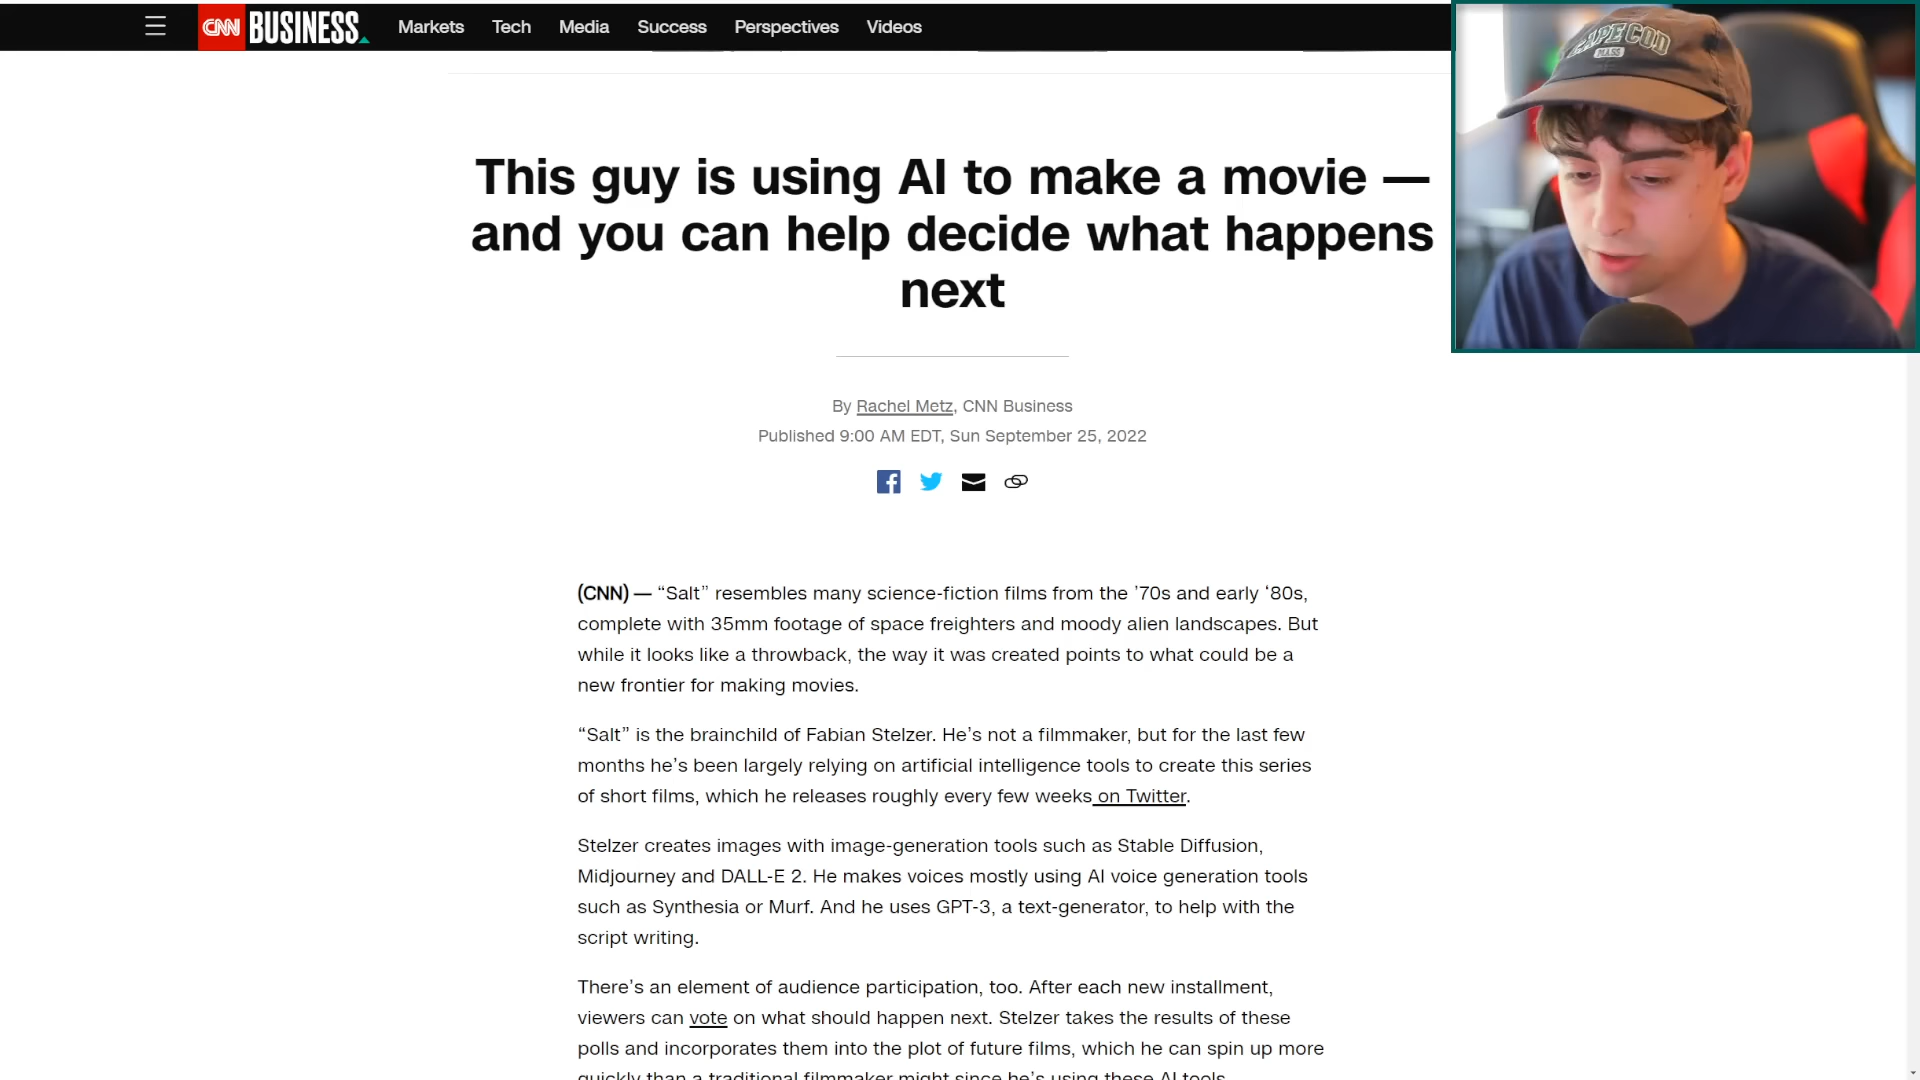 CNN BUSINESS Markets Tech Media Success Perspectives Videos
CAPE COD
MASS
This guy is using AI to make a movie —
and you can help decide what happens
next
By Rachel Metz, CNN Business
Published 9:00 AM EDT, Sun September 25, 2022
(CNN) — “Salt” resembles many science-fiction films from the ’70s and early ‘80s,
complete with 35mm footage of space freighters and moody alien landscapes. But
while it looks like a throwback, the way it was created points to what could be a
new frontier for making movies.
“Salt” is the brainchild of Fabian Stelzer. He’s not a filmmaker, but for the last few
months he’s been largely relying on artificial intelligence tools to create this series
of short films, which he releases roughly every few weeks on Twitter.
Stelzer creates images with image-generation tools such as Stable Diffusion,
Midjourney and DALL-E 2. He makes voices mostly using AI voice generation tools
such as Synthesia or Murf. And he uses GPT-3, a text-generator, to help with the
script writing.
There’s an element of audience participation, too. After each new installment,
viewers can vote on what should happen next. Stelzer takes the results of these
polls and incorporates them into the plot of future films, which he can spin up more
quickly than a traditional filmmaker might since he’s using these AI tools.